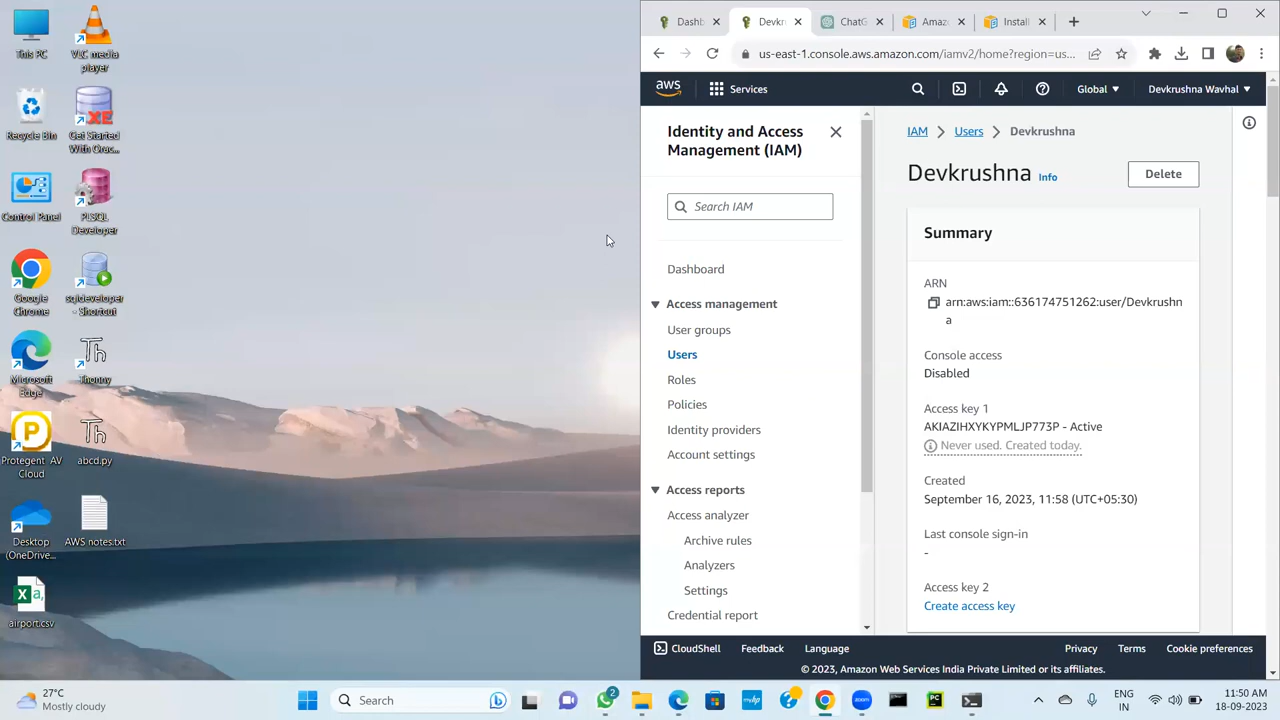 This PC
VLC media
player
Recycle Bin
Get Started
With Orac...
Control Panel
PLSQL
Developer
Google
Chrome
sqldeveloper
- Shortcut
Microsoft
Edge
Thonny
Protegent AV
Cloud
abcd.py
Desktop
(OneDrive...
AWS notes.txt
airport.csv
Dashb
Devkru
ChatG
Amaz
Install
us-east-1.console.aws.amazon.com/iamv2/home?region=us...
aws
Services
Global
Devkrushna Wavhal
Identity and Access
Management (IAM)
Search IAM
Dashboard
Access management
User groups
Users
Roles
Policies
Identity providers
Account settings
Access reports
Access analyzer
Archive rules
Analyzers
Settings
Credential report
IAM
Users
Devkrushna
Devkrushna
Info
Delete
Summary
ARN
arn:aws:iam::636174751262:user/Devkrushn
a
Console access
Disabled
Access key 1
AKIAZIHXYKYPMLJP773P - Active
Never used. Created today.
Created
September 16, 2023, 11:58 (UTC+05:30)
Last console sign-in
-
Access key 2
Create access key
CloudShell
Feedback
Language
Privacy
Terms
Cookie preferences
© 2023, Amazon Web Services India Private Limited or its affiliates.
27°C
Mostly cloudy
Search
2
ENG
IN
11:50 AM
18-09-2023